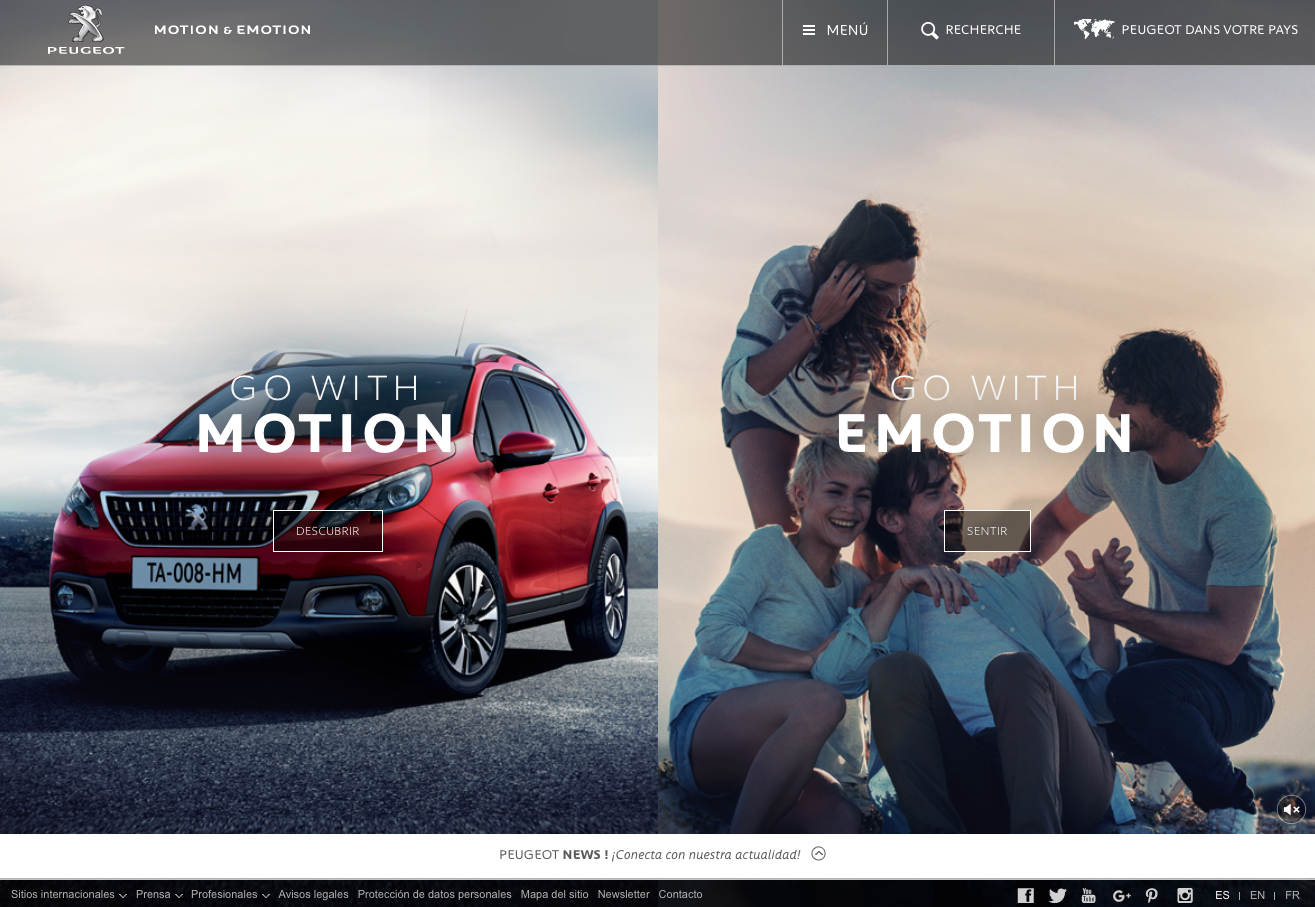 PEUGEOT
MOTION & EMOTION
MENÚ
RECHERCHE
PEUGEOT DANS VOTRE PAYS
GO WITH
MOTION
DESCUBRIR
TA-008-HM
GO WITH
EMOTION
SENTIR
PEUGEOT NEWS ! ¡Conecta con nuestra actualidad!
Sitios internacionales Prensa Profesionales Avisos legales Protección de datos personales Mapa del sitio Newsletter Contacto
You Tube G+ ES | EN | FR